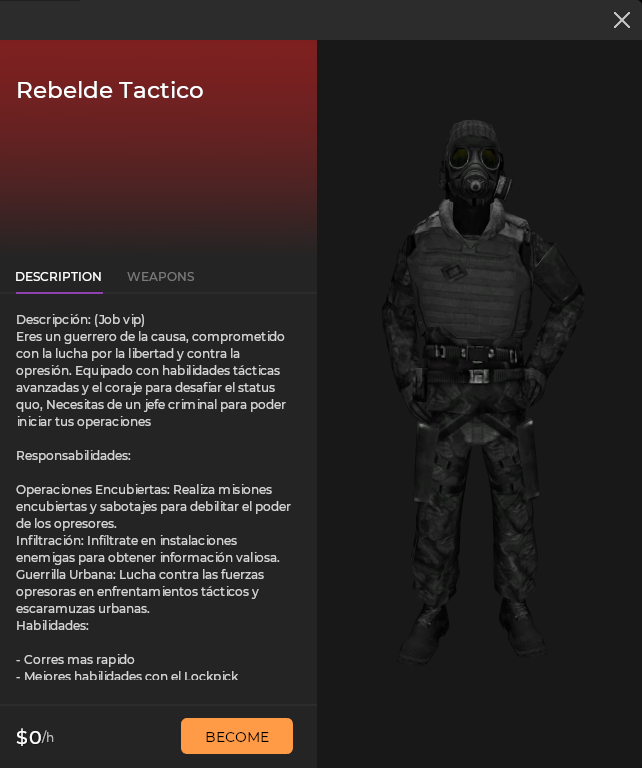 Rebelde Tactico
DESCRIPTION WEAPONS
Descripción: (Job vip)
Eres un guerrero de la causa, comprometido
con la lucha por la libertad y contra la
opresión. Equipado con habilidades tácticas
avanzadas y el coraje para desafiar el status
quo, Necesitas de un jefe criminal para poder
iniciar tus operaciones
Responsabilidades:
Operaciones Encubiertas: Realiza misiones
encubiertas y sabotajes para debilitar el poder
de los opresores.
Infiltración: Infíltrate en instalaciones
enemigas para obtener información valiosa.
Guerrilla Urbana: Lucha contra las fuerzas
opresoras en enfrentamientos tácticos y
escaramuzas urbanas.
Habilidades:
- Corres mas rapido
- Mejores habilidades con el Lockpick
$0/h BECOME